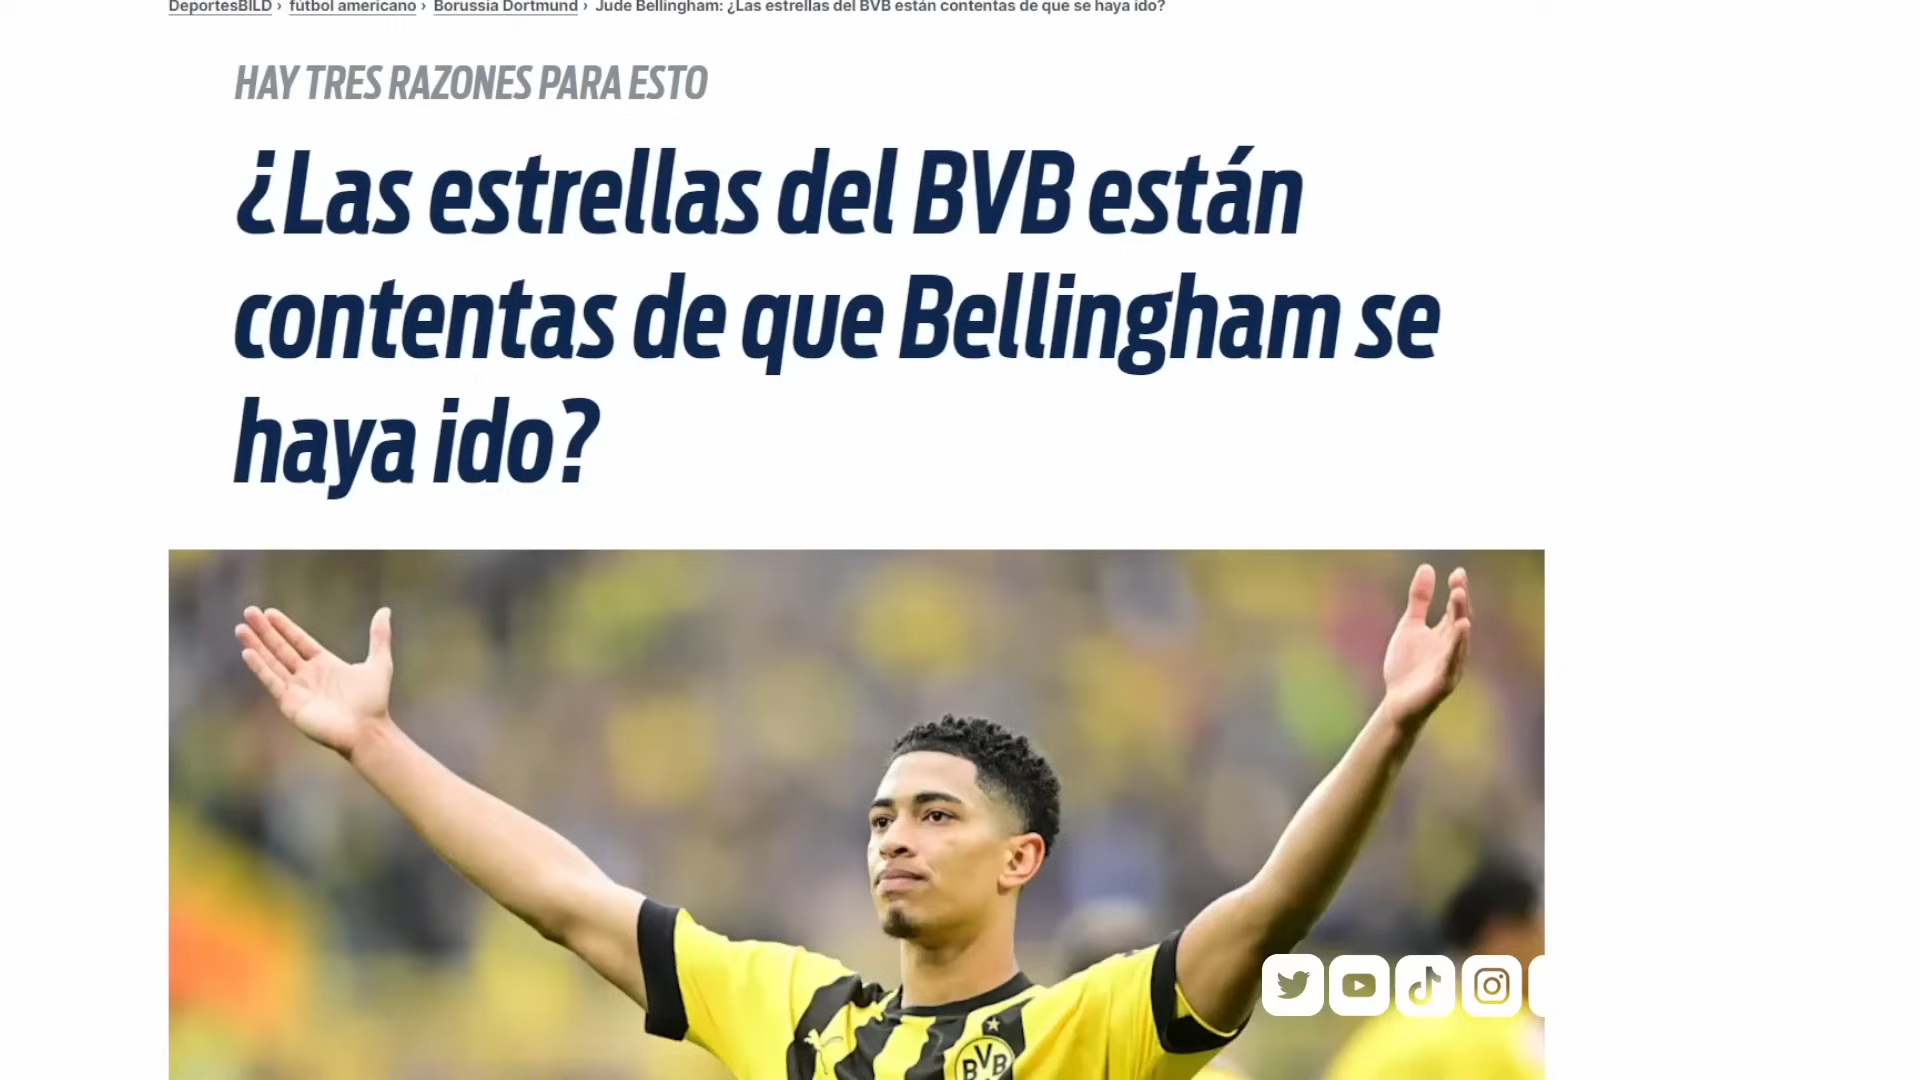 DeportesBILD › fútbol americano › Borussia Dortmund › Jude Bellingham: ¿Las estrellas del BVB están contentas de que se haya ido?
HAY TRES RAZONES PARA ESTO
¿Las estrellas del BVB están
contentas de que Bellingham se
haya ido?
BVB